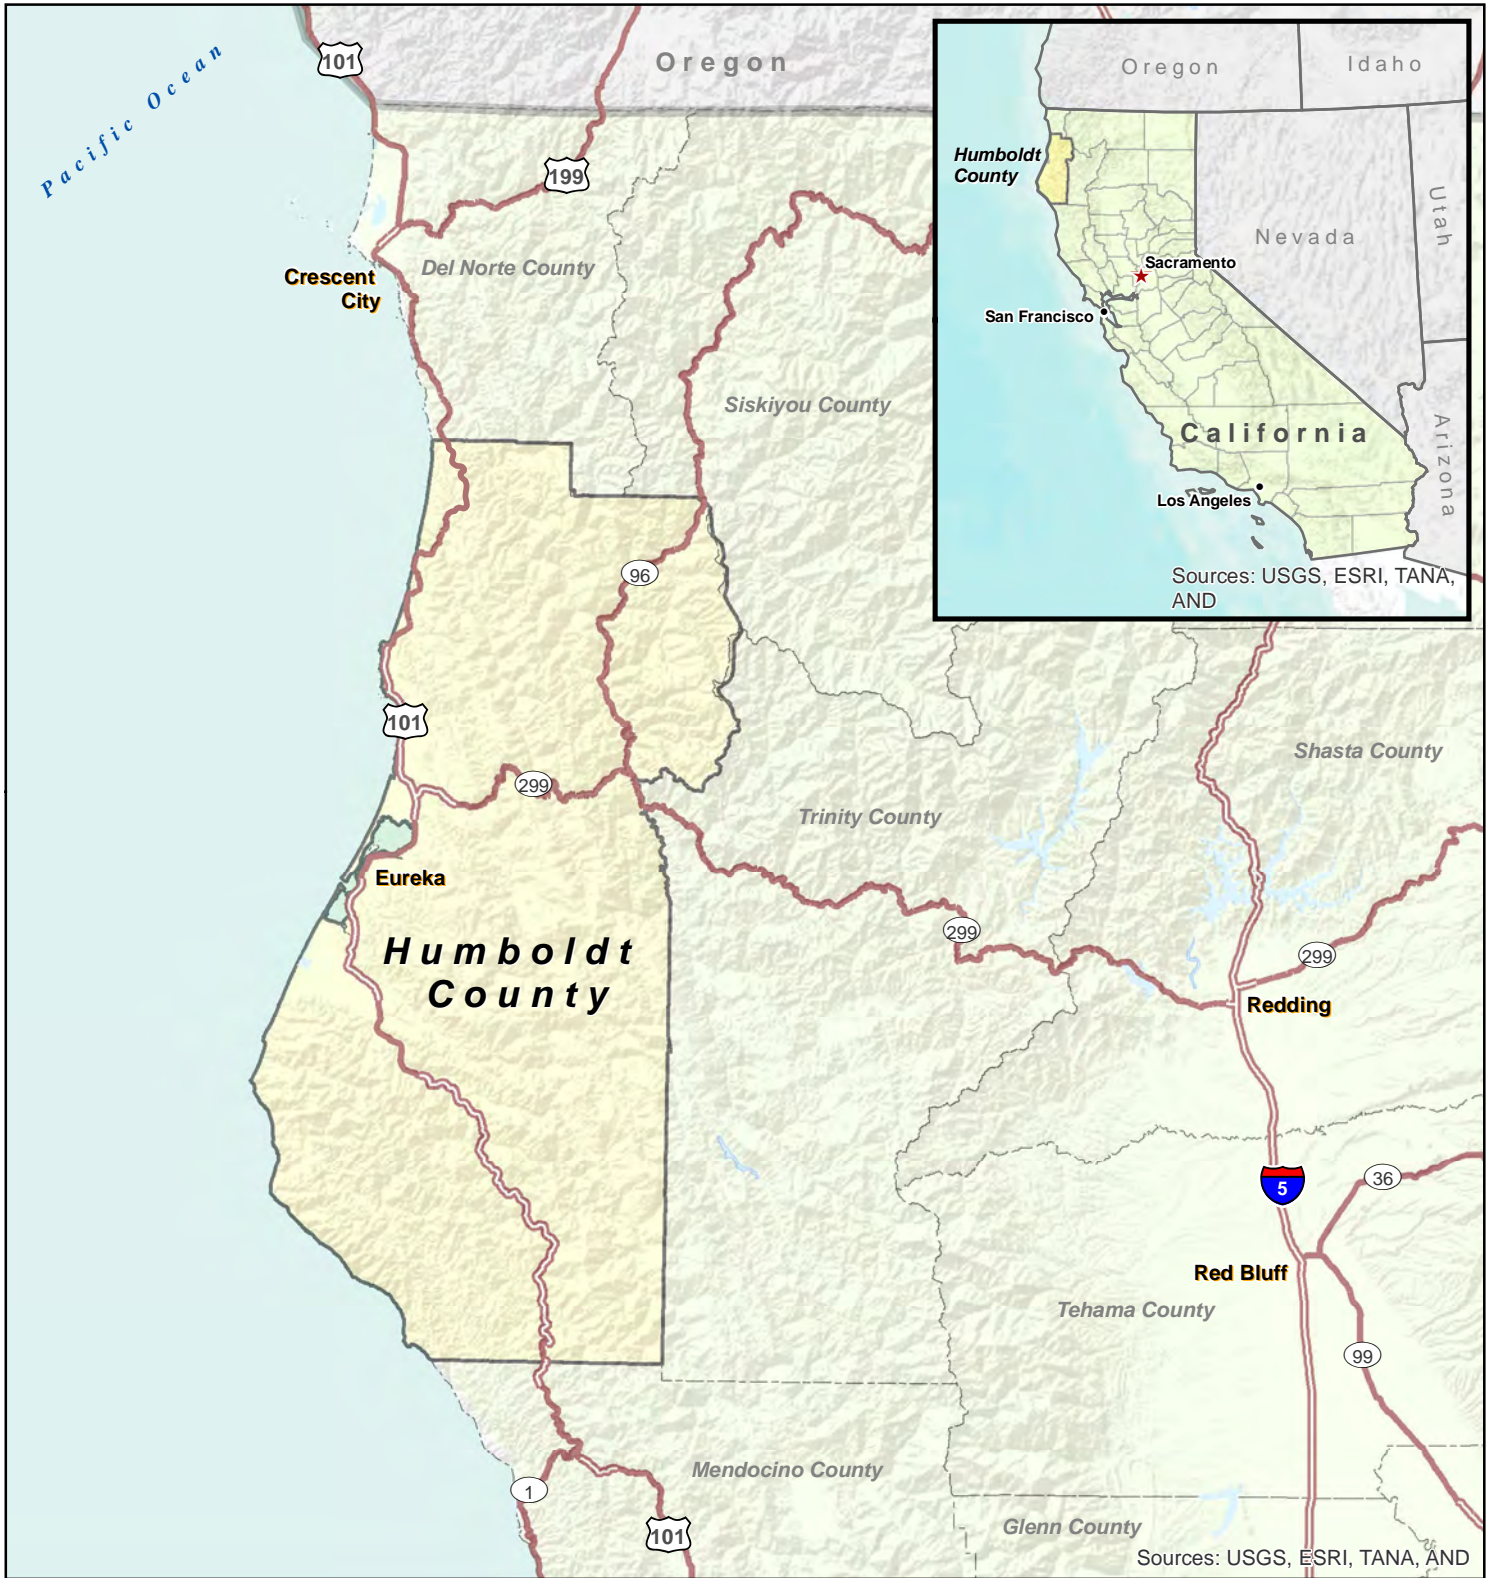 Pacific Ocean
101
Oregon
199
Crescent
City
Del Norte County
Siskiyou County
96
101
299
Eureka
Humboldt
County
Trinity County
Shasta County
299
299
Redding
5
36
Red Bluff
Tehama County
99
Mendocino County
1
101
Glenn County
Sources: USGS, ESRI, TANA, AND
Oregon
Idaho
Humboldt
County
Utah
Nevada
Sacramento
San Francisco
California
Arizona
Los Angeles
Sources: USGS, ESRI, TANA,
AND